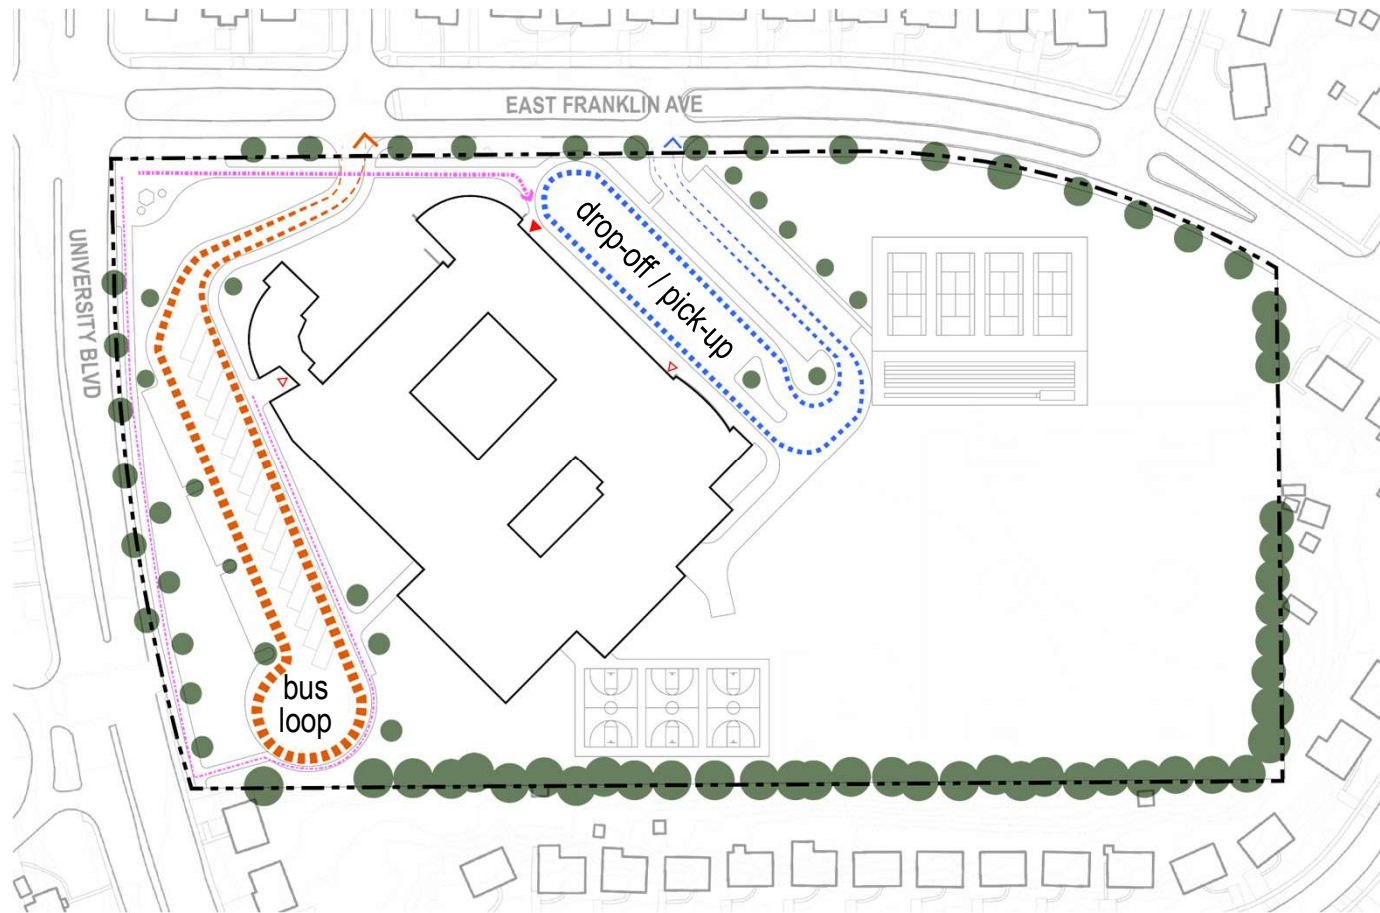 EAST FRANKLIN AVE
UNIVERSITY BLVD
drop-off / pick-up
bus
loop